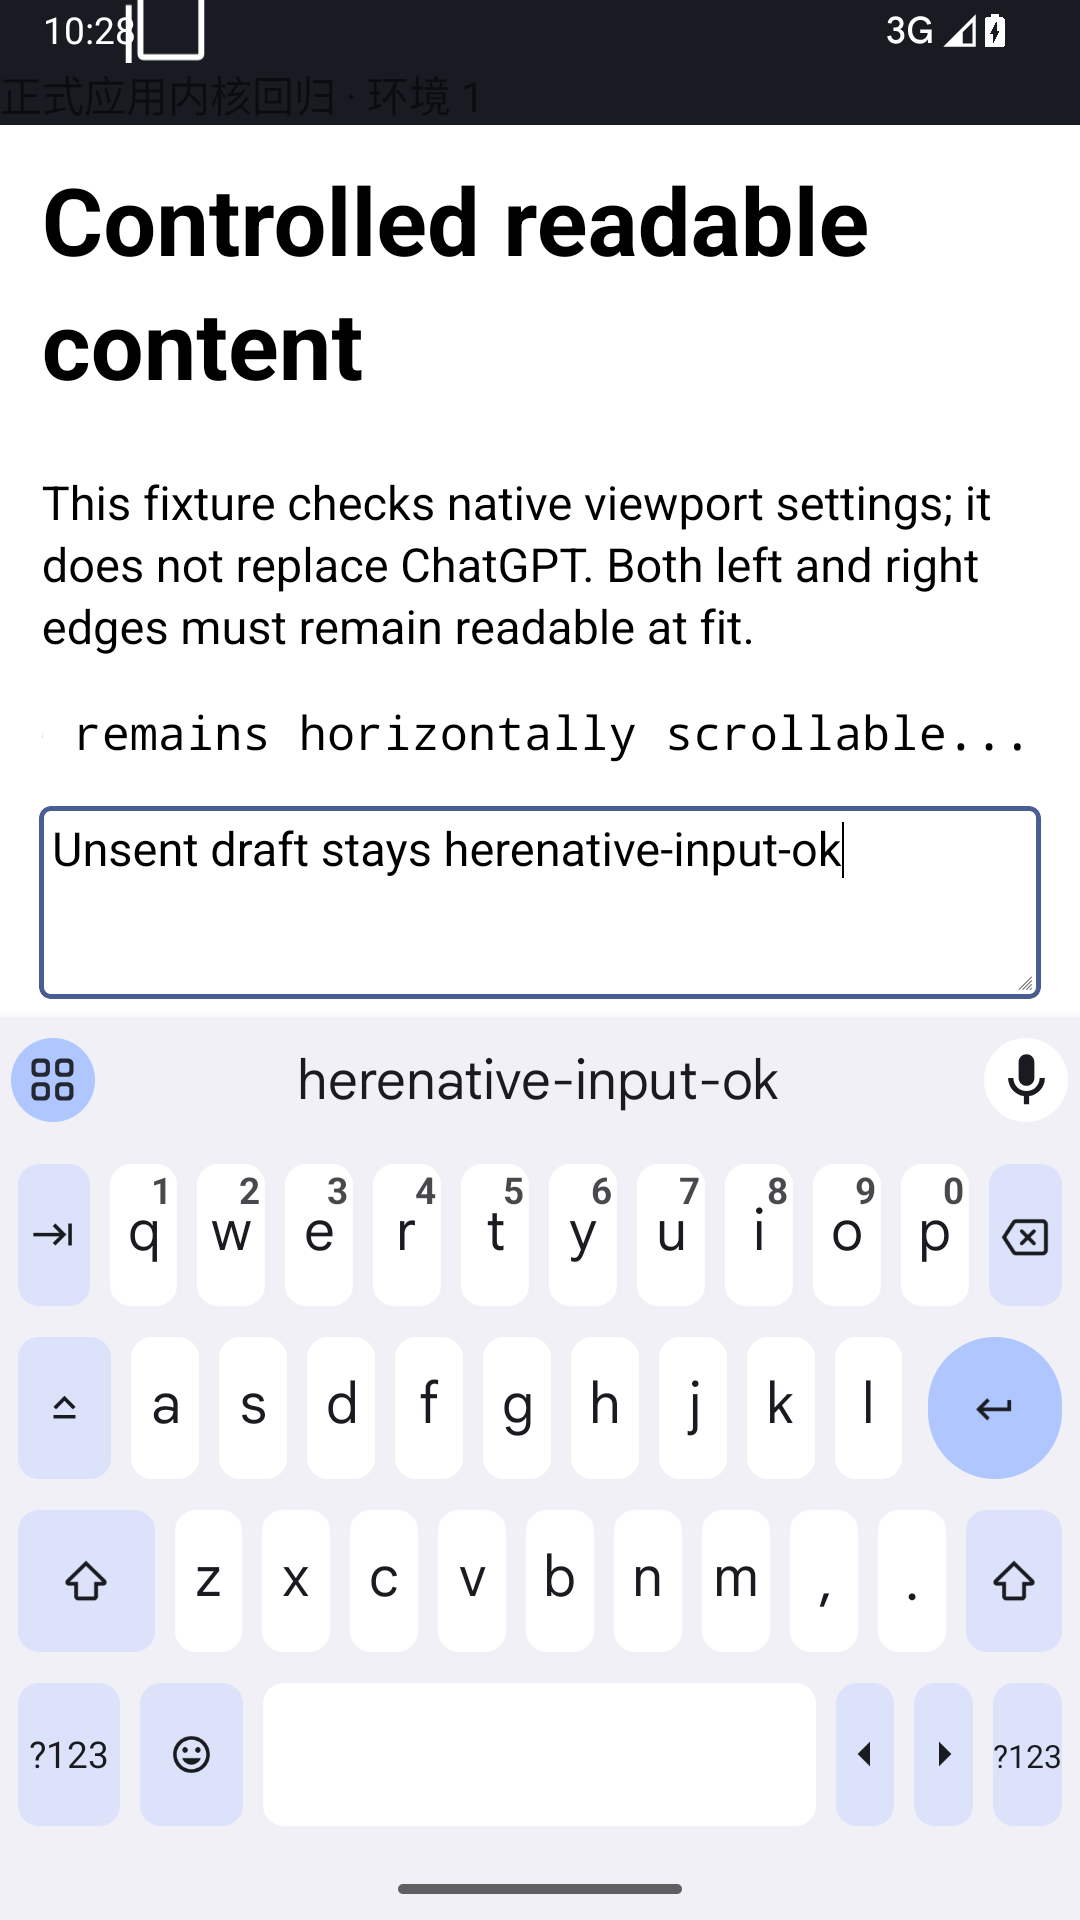 10:28
3G
正式应用内核回归 · 环境 1
Controlled readable
content
This fixture checks native viewport settings; it
does not replace ChatGPT. Both left and right
edges must remain readable at fit.
remains horizontally scrollable...
Unsent draft stays herenative-input-ok
herenative-input-ok
1 2 3 4 5 6 7 8 9 0
q w e r t y u i o p
a s d f g h j k l
z x c v b n m , .
?123 ?123